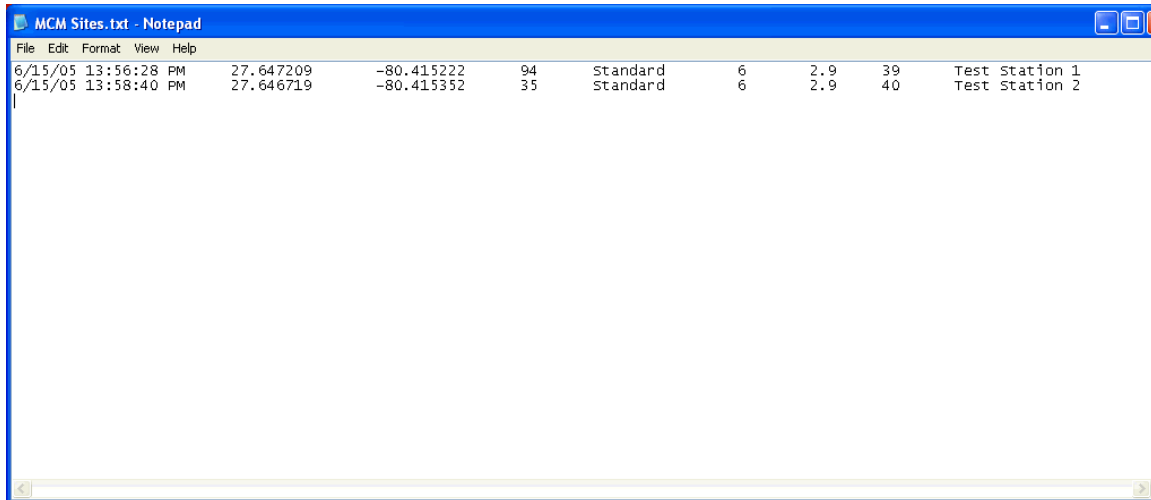 MCM Sites.txt - Notepad
File Edit Format View Help
6/15/05 13:56:28 PM 27.647209 -80.415222 94 Standard 6 2.9 39 Test Station 1
6/15/05 13:58:40 PM 27.646719 -80.415352 35 Standard 6 2.9 40 Test Station 2